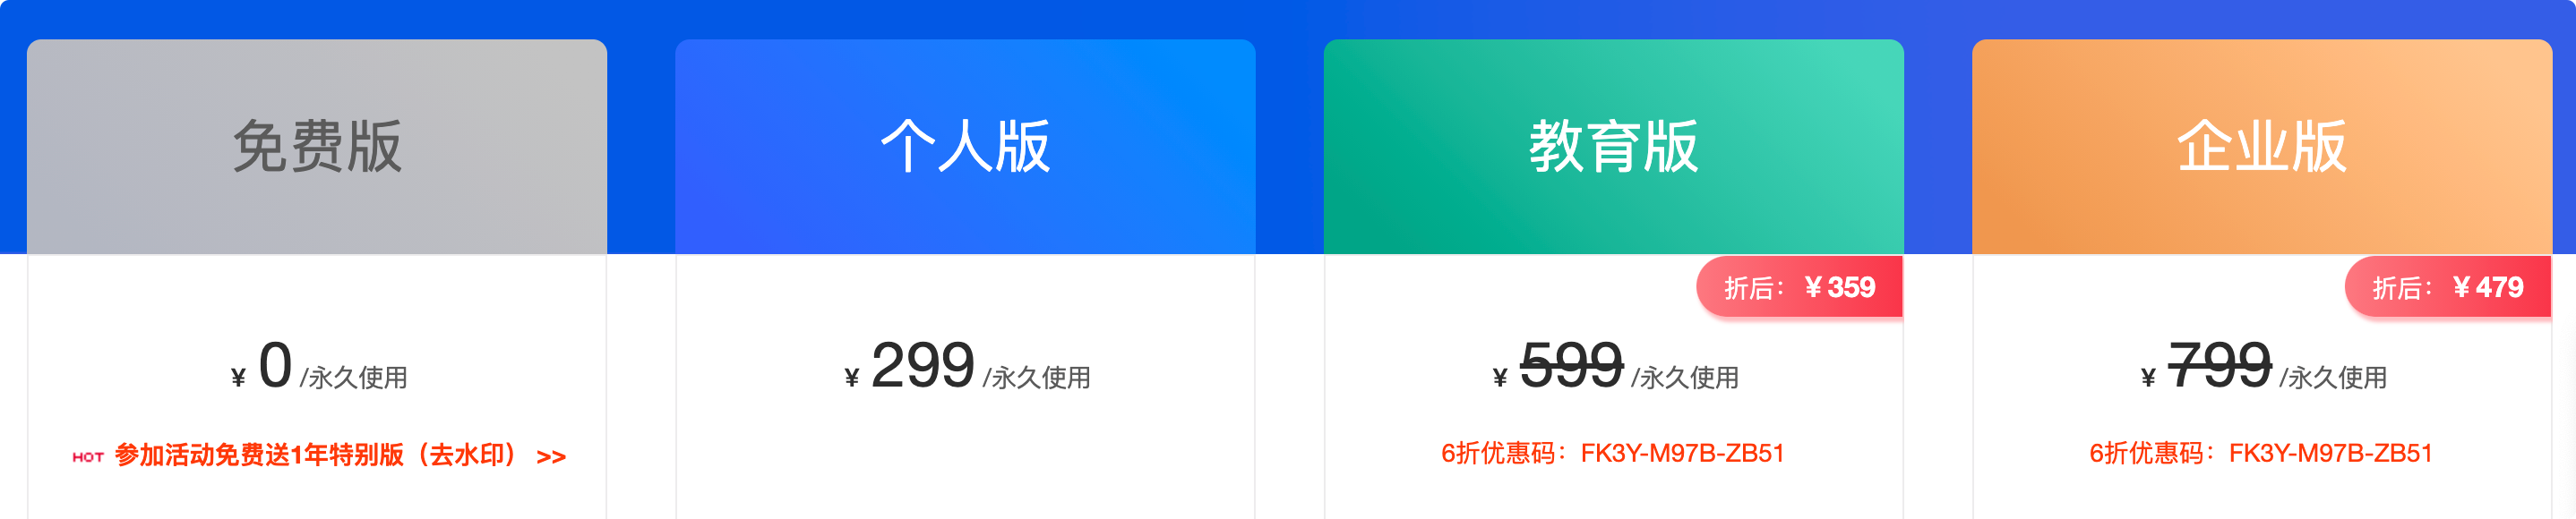 免费版
¥ 0 /永久使用
HOT 参加活动免费送1年特别版（去水印） >>
个人版
¥ 299 /永久使用
教育版
折后：¥ 359
¥ 599 /永久使用
6折优惠码：FK3Y-M97B-ZB51
企业版
折后：¥ 479
¥ 799 /永久使用
6折优惠码：FK3Y-M97B-ZB51